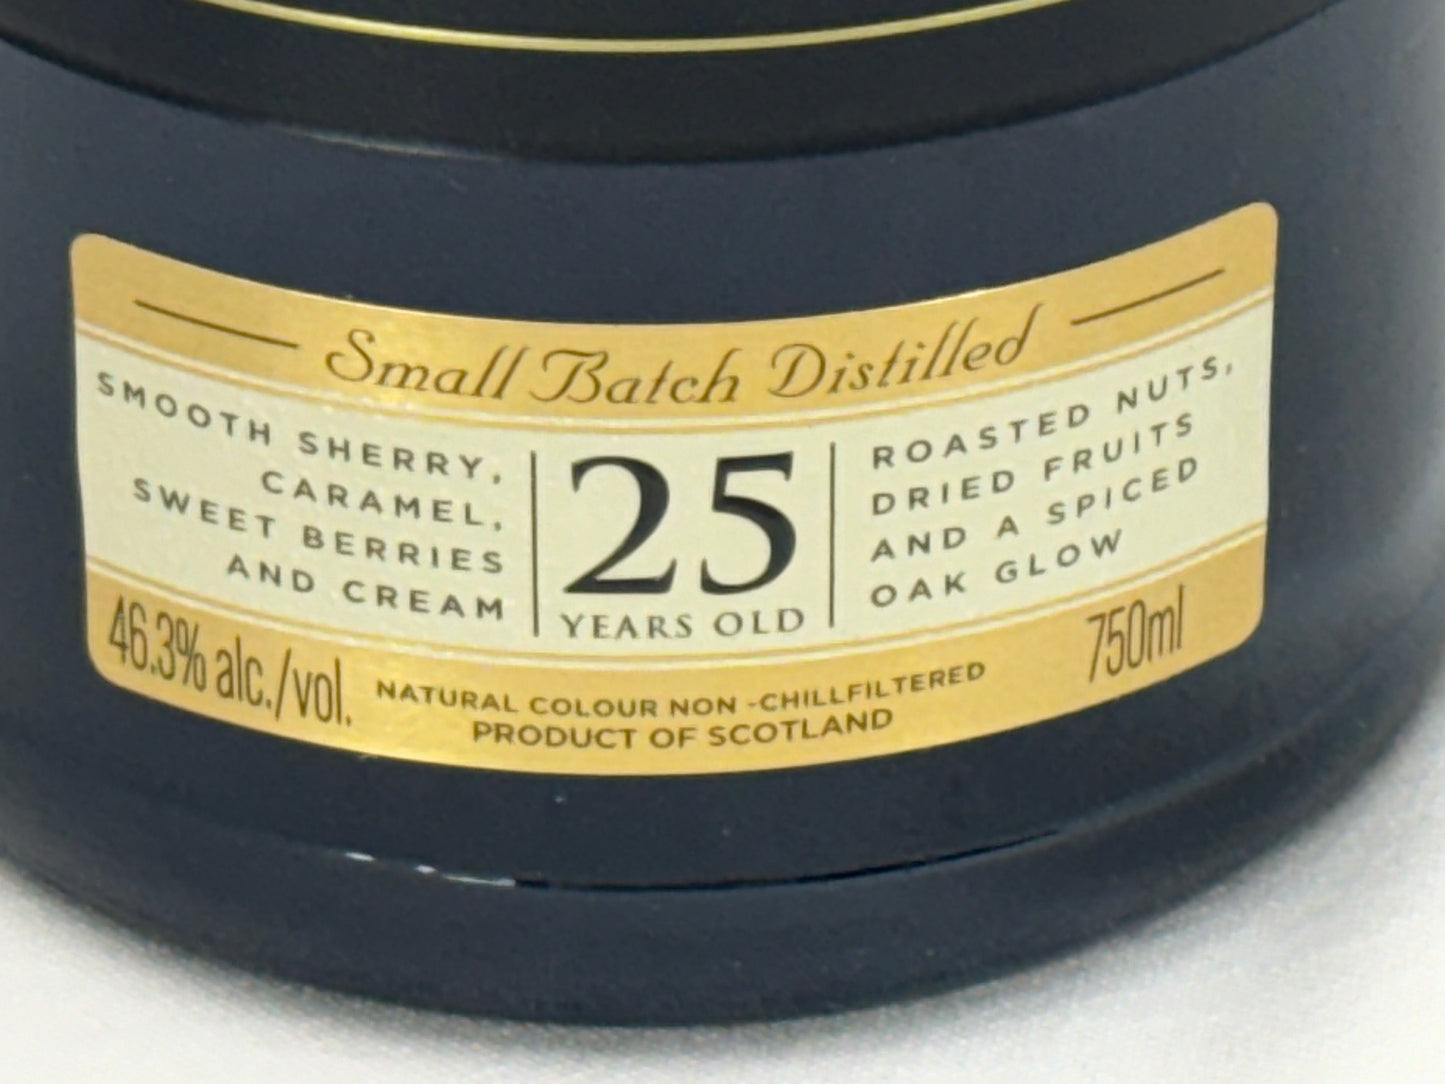 Small Batch Distilled
SMOOTH SHERRY,
CARAMEL,
SWEET BERRIES
AND CREAM
25
YEARS OLD
ROASTED NUTS,
DRIED FRUITS
AND A SPICED
OAK GLOW
46.3% alc./vol.
NATURAL COLOUR NON -CHILLFILTERED
PRODUCT OF SCOTLAND
750ml